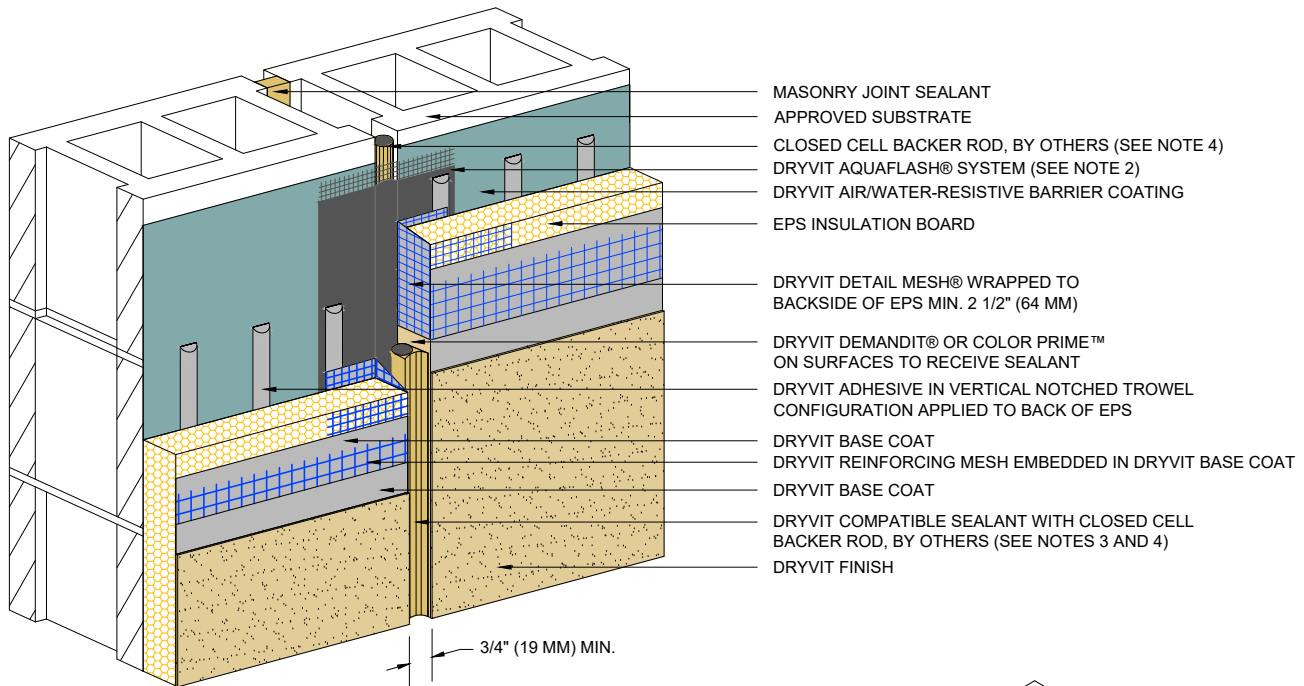 MASONRY JOINT SEALANT
APPROVED SUBSTRATE
CLOSED CELL BACKER ROD, BY OTHERS (SEE NOTE 4)
DRYVIT AQUAFLASH® SYSTEM (SEE NOTE 2)
DRYVIT AIR/WATER-RESISTIVE BARRIER COATING
EPS INSULATION BOARD
DRYVIT DETAIL MESH® WRAPPED TO
BACKSIDE OF EPS MIN. 2 1/2" (64 MM)
DRYVIT DEMANDIT® OR COLOR PRIME™
ON SURFACES TO RECEIVE SEALANT
DRYVIT ADHESIVE IN VERTICAL NOTCHED TROWEL
CONFIGURATION APPLIED TO BACK OF EPS
DRYVIT BASE COAT
DRYVIT REINFORCING MESH EMBEDDED IN DRYVIT BASE COAT
DRYVIT BASE COAT
DRYVIT COMPATIBLE SEALANT WITH CLOSED CELL
BACKER ROD, BY OTHERS (SEE NOTES 3 AND 4)
DRYVIT FINISH
3/4" (19 MM) MIN.